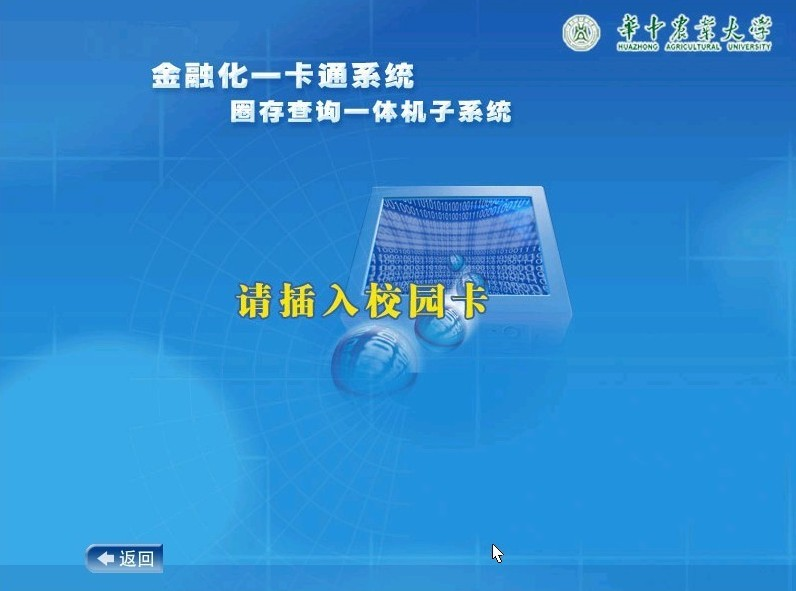 华中农业大学
HUAZHONG AGRICULTURAL UNIVERSITY
金融化一卡通系统
圈存查询一体机子系统
请插入校园卡
返回